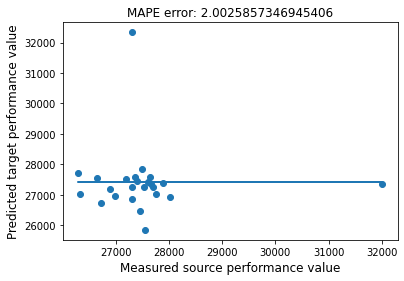 MAPE error: 2.0025857346945406
32000
31000
30000
29000
28000
27000
26000
Predicted target performance value
27000 28000 29000 30000 31000 32000
Measured source performance value